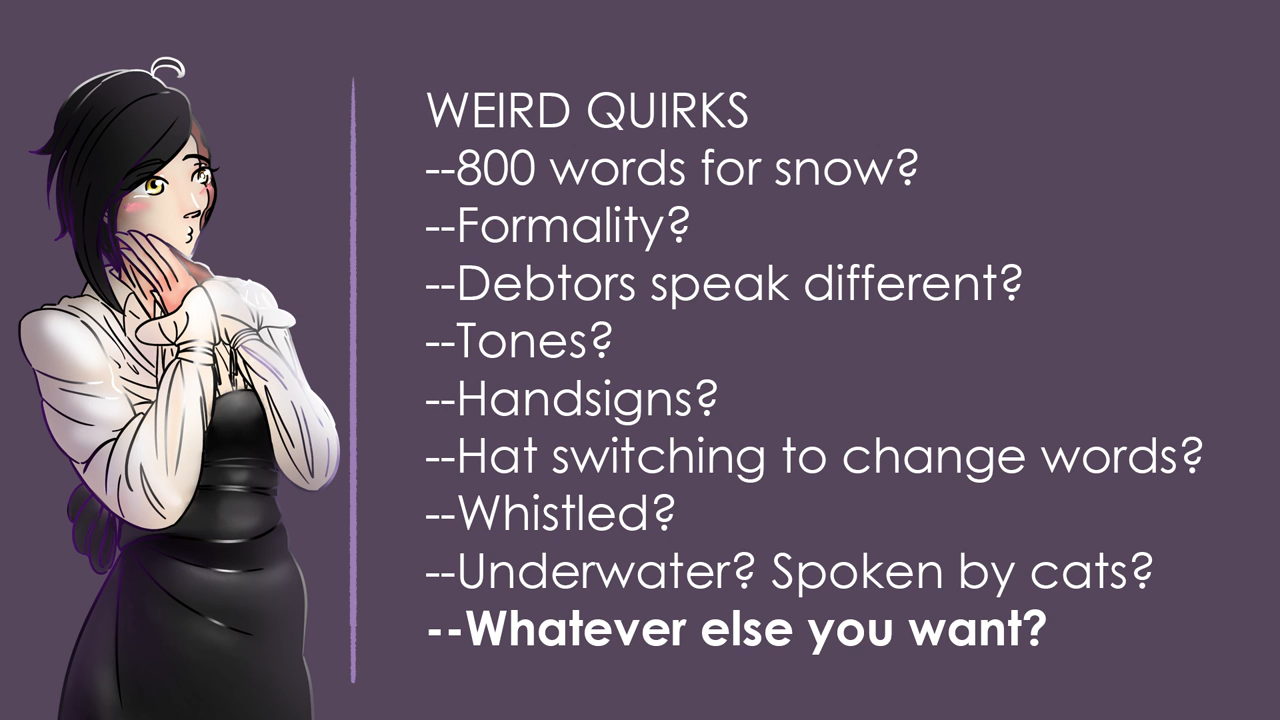 WEIRD QUIRKS
--800 words for snow?
--Formality?
--Debtors speak different?
--Tones?
--Handsigns?
--Hat switching to change words?
--Whistled?
--Underwater? Spoken by cats?
--Whatever else you want?